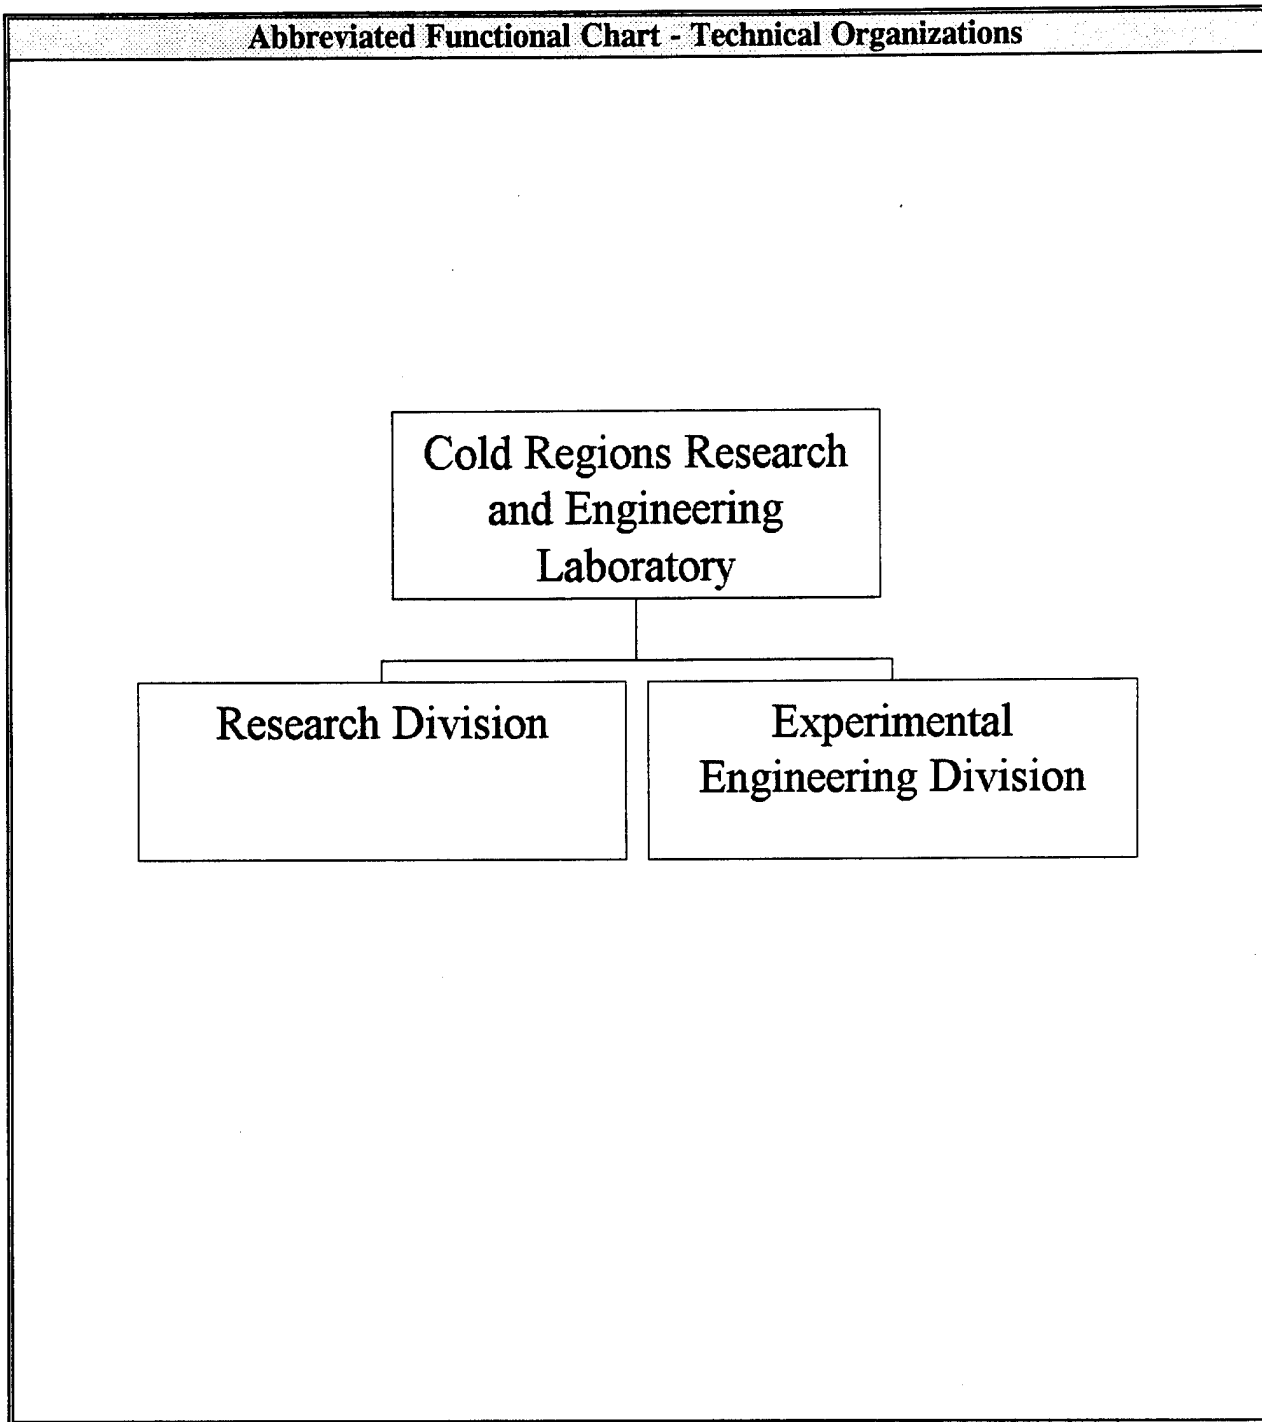 Abbreviated Functional Chart - Technical Organizations
Cold Regions Research
and Engineering
Laboratory
Research Division
Experimental
Engineering Division